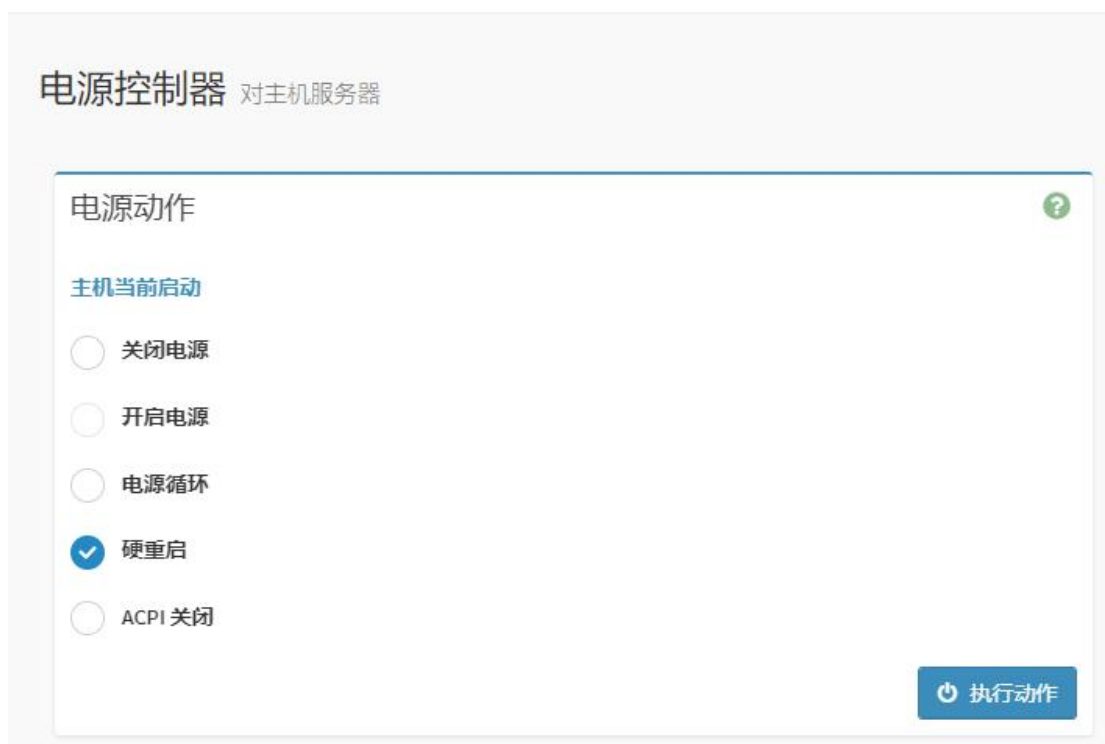 电源控制器 对主机服务器
电源动作
主机当前启动
关闭电源
开启电源
电源循环
硬重启
ACPI 关闭
执行动作